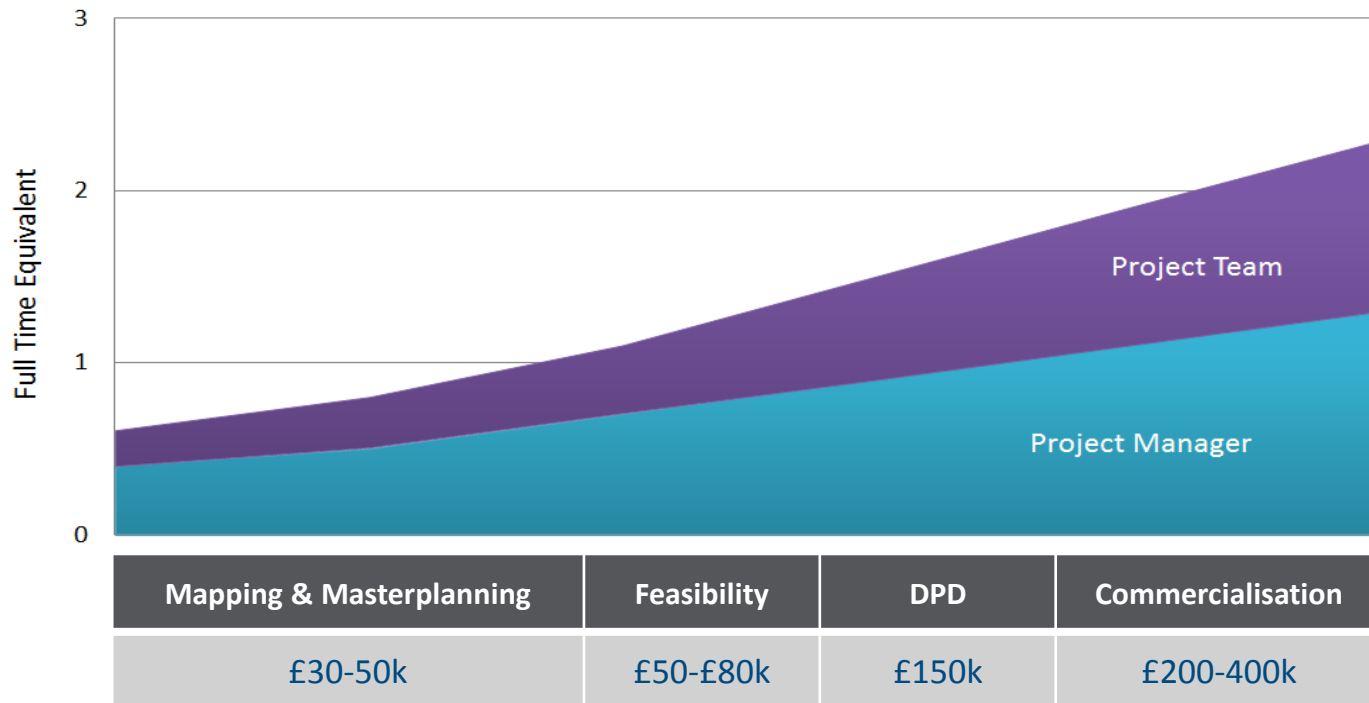 3
2
1
0
Full Time Equivalent
Project Team
Project Manager
Mapping & Masterplanning Feasibility DPD Commercialisation
£30-50k £50-£80k £150k £200-400k